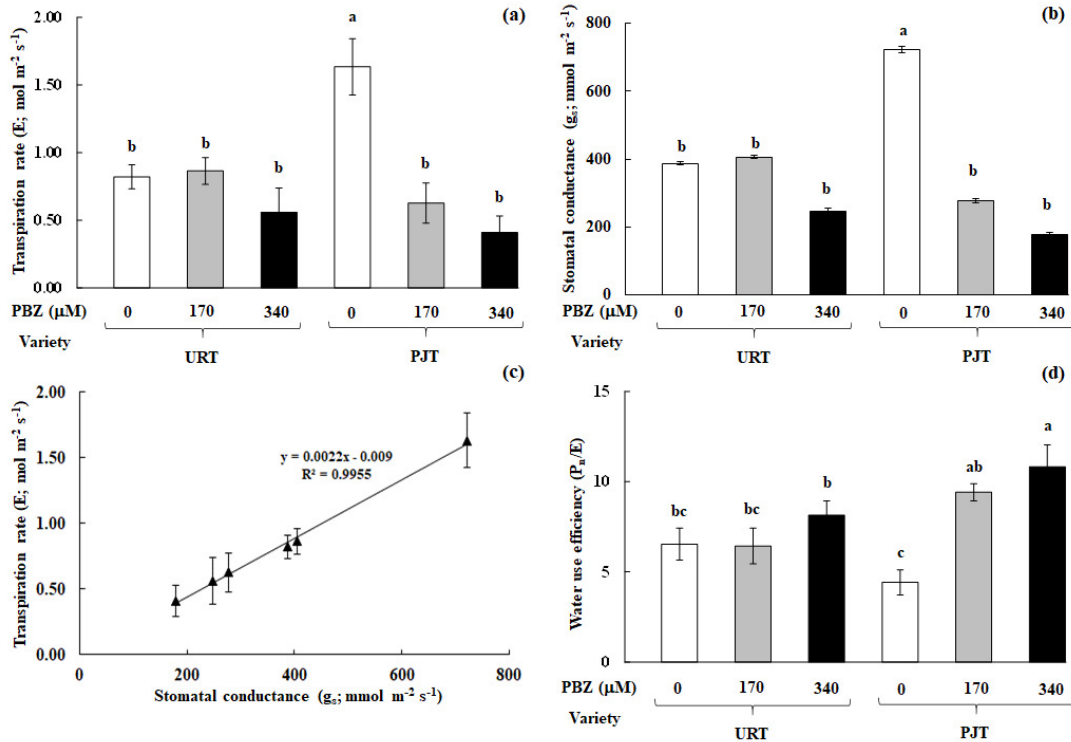 (a)
Transpiration rate (E; mol m⁻² s⁻¹)
2.00
1.50
1.00
0.50
0.00
b
b
b
a
b
b
PBZ (μM)
0
170
340
0
170
340
Variety
URT
PJT
(b)
Stomatal conductance (gₛ; mmol m⁻² s⁻¹)
800
600
400
200
0
b
b
b
a
b
b
PBZ (μM)
0
170
340
0
170
340
Variety
URT
PJT
(c)
Transpiration rate (E; mol m⁻² s⁻¹)
2.00
1.50
1.00
0.50
0.00
y = 0.0022x - 0.009
R² = 0.9955
0
200
400
600
800
Stomatal conductance (gₛ; mmol m⁻² s⁻¹)
(d)
Water use efficiency (Pₙ/E)
15
10
5
0
bc
bc
b
c
ab
a
PBZ (μM)
0
170
340
0
170
340
Variety
URT
PJT